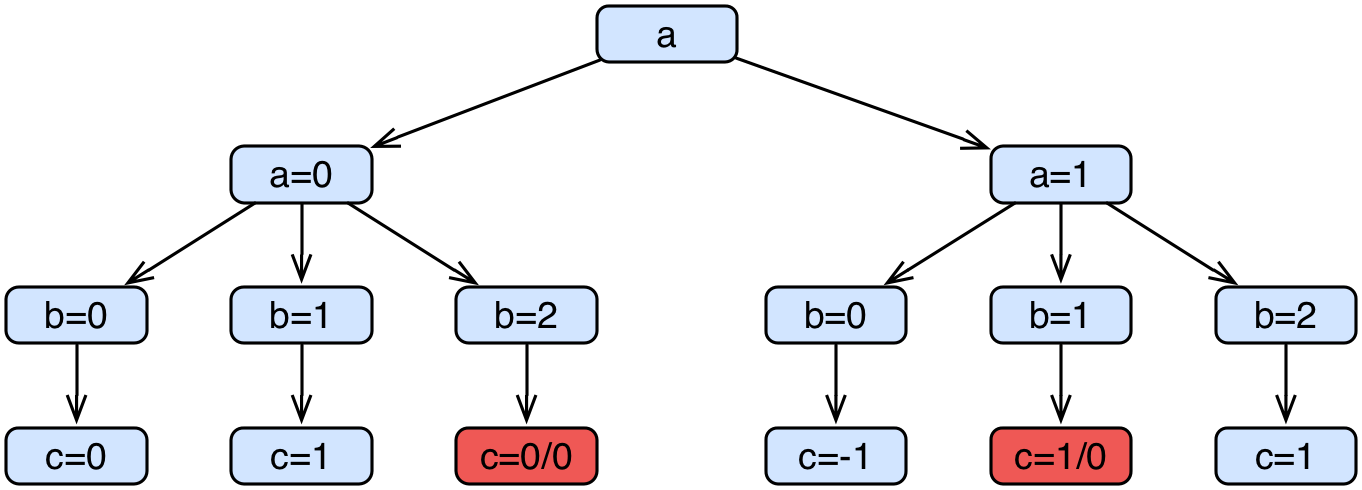 a
a=0 a=1
b=0 b=1 b=2 b=0 b=1 b=2
c=0 c=1 c=0/0 c=-1 c=1/0 c=1